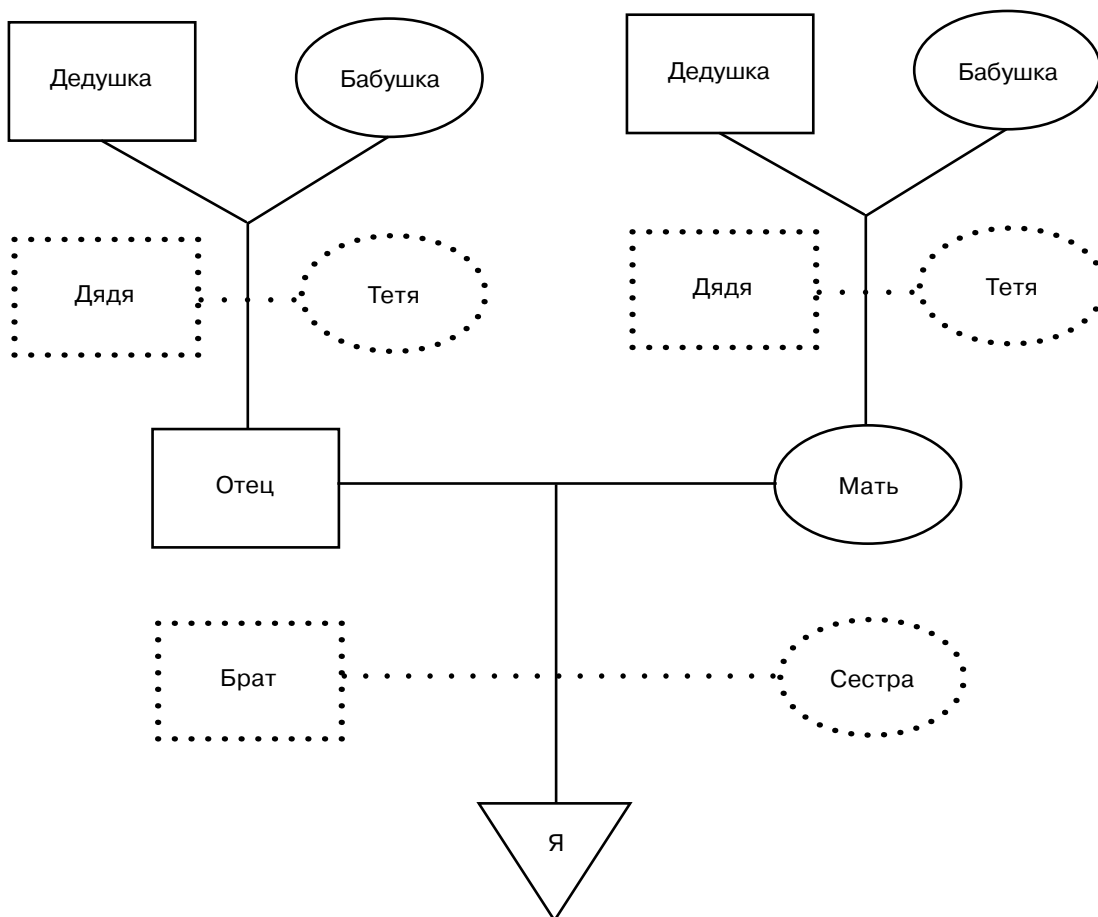 Дедушка
Бабушка
Дедушка
Бабушка
Дядя
Тетя
Дядя
Тетя
Отец
Мать
Брат
Сестра
Я